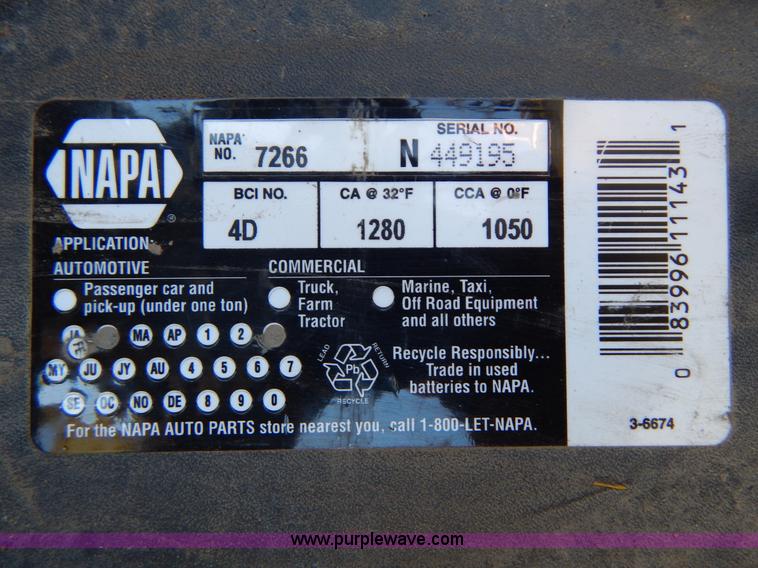 NAPA®
NAPA® NO. 7266
SERIAL NO.
N 449195
BCI NO. CA @ 32°F CCA @ 0°F
4D 1280 1050
APPLICATION:
AUTOMOTIVE
Passenger car and
pick-up (under one ton)
COMMERCIAL
Truck,
Farm
Tractor
Marine, Taxi,
Off Road Equipment
and all others
JA MA AP 1 2
MY JU JY AU 4 5 6 7
SE OC NO DE 8 9 0
LEAD RETURN
Pb
RECYCLE
Recycle Responsibly...
Trade in used
batteries to NAPA.
For the NAPA AUTO PARTS store nearest you, call 1-800-LET-NAPA.
0 83996 11143 1
3-6674
www.purplewave.com